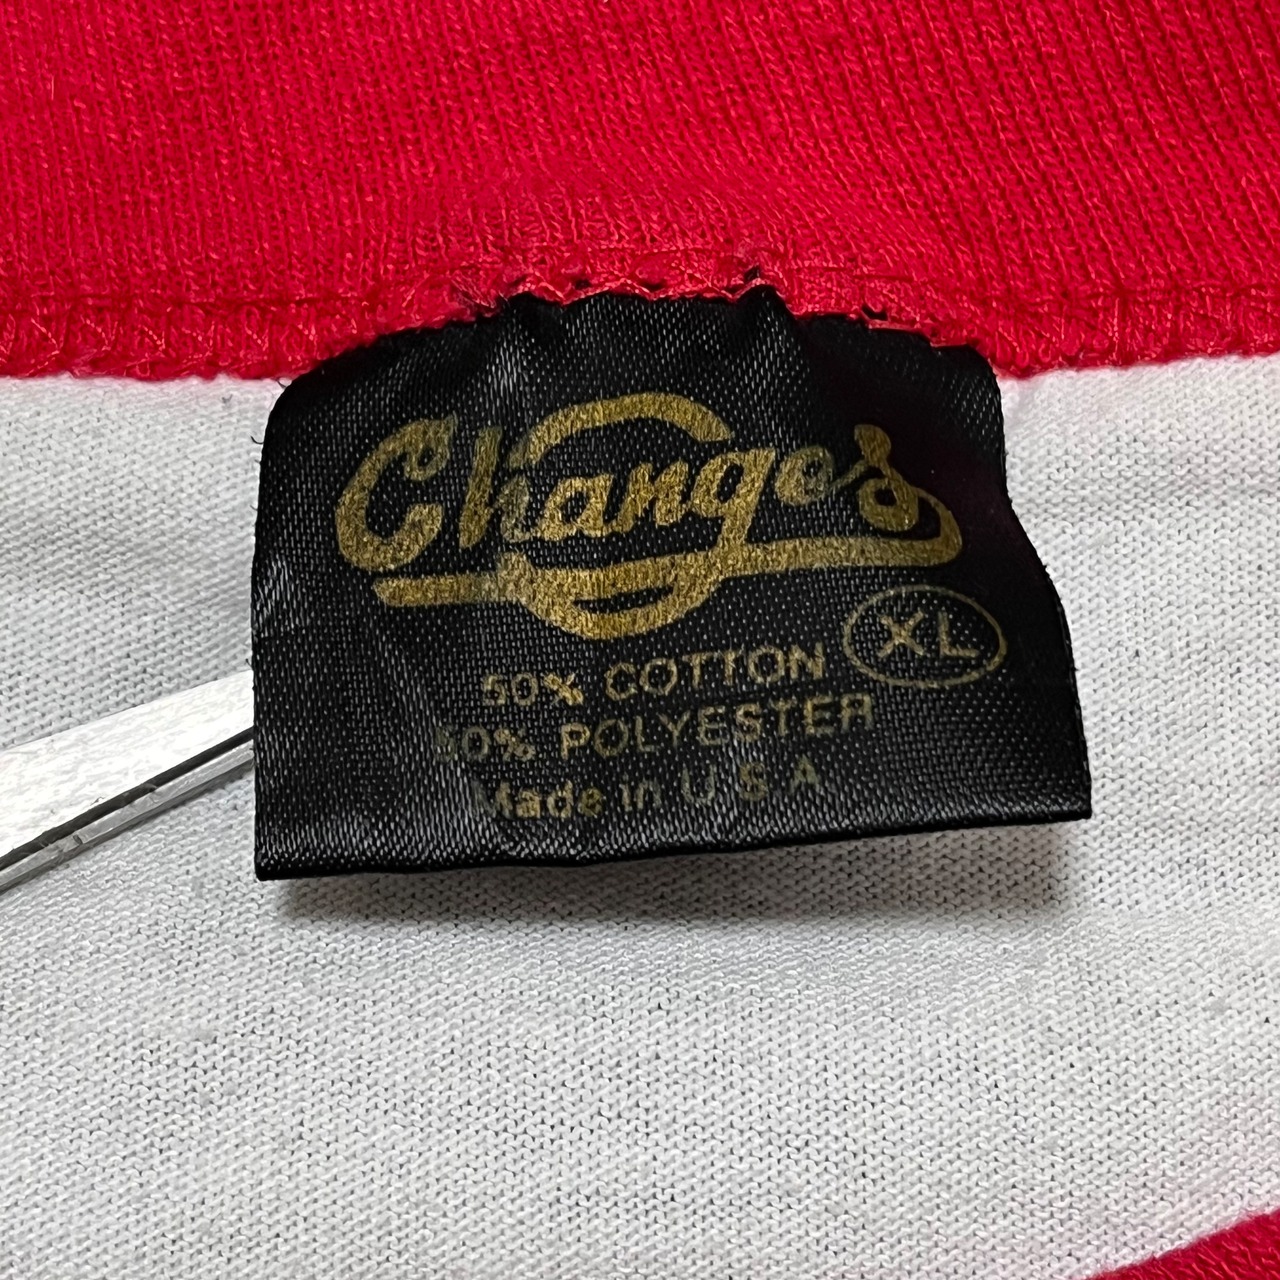 Changes
XL
50% COTTON
50% POLYESTER
Made in U S A